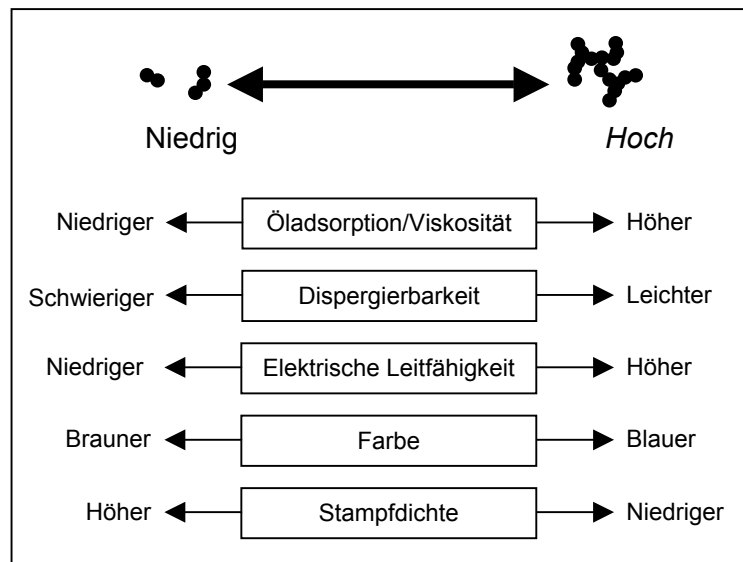 Niedrig Hoch
Niedriger Öladsorption/Viskosität Höher
Schwieriger Dispergierbarkeit Leichter
Niedriger Elektrische Leitfähigkeit Höher
Brauner Farbe Blauer
Höher Stampfdichte Niedriger